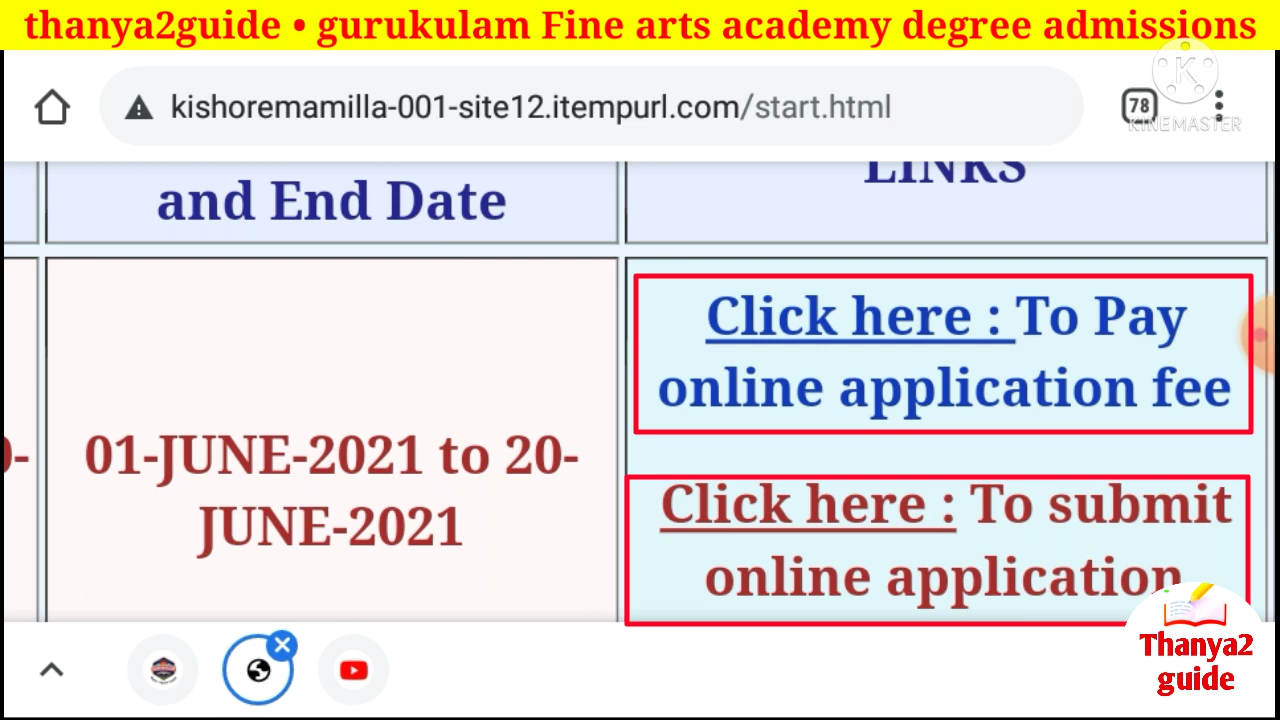 thanya2guide • gurukulam Fine arts academy degree admissions
kishoremamilla-001-site12.itempurl.com/start.html
78
K
KINEMASTER
LINKS
and End Date
Click here : To Pay
online application fee
01-JUNE-2021 to 20-
JUNE-2021
Click here : To submit
online application
Thanya2
guide